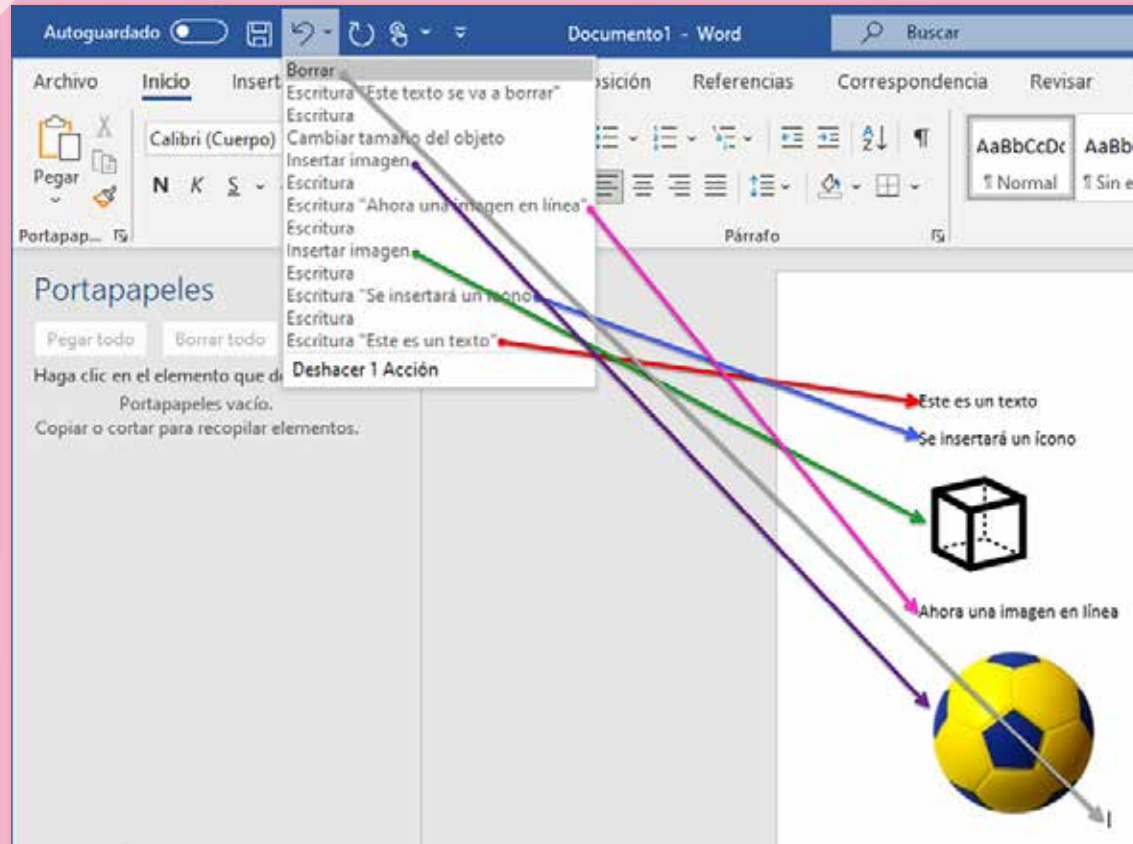 Autoguardado
Documento1 - Word
Buscar
Archivo Inicio Insert osición Referencias Correspondencia Revisar
Pegar
Calibri (Cuerpo)
N K S
AaBbCcDc AaBb
¶ Normal ¶ Sin e
Portapap... Párrafo
Borrar
Escritura "Este texto se va a borrar"
Escritura
Cambiar tamaño del objeto
Insertar imagen
Escritura
Escritura "Ahora una imagen en línea"
Escritura
Insertar imagen
Escritura
Escritura "Se insertará un ícono"
Escritura
Escritura "Este es un texto"
Deshacer 1 Acción
Portapapeles
Pegar todo Borrar todo
Haga clic en el elemento que de
Portapapeles vacío.
Copiar o cortar para recopilar elementos.
Este es un texto
Se insertará un ícono
Ahora una imagen en línea